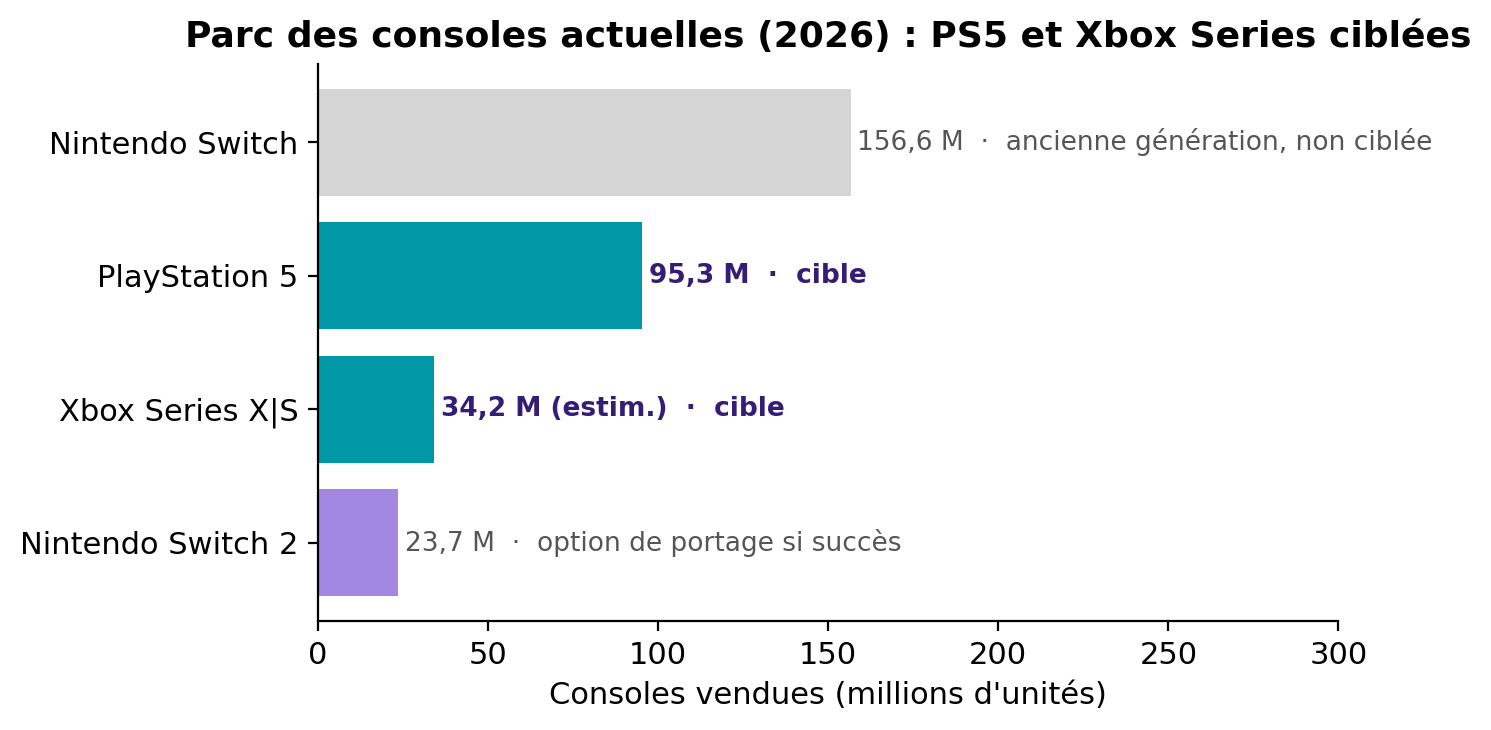 Parc des consoles actuelles (2026) : PS5 et Xbox Series ciblées
Nintendo Switch
156,6 M · ancienne génération, non ciblée
PlayStation 5
95,3 M · cible
Xbox Series X|S
34,2 M (estim.) · cible
Nintendo Switch 2
23,7 M · option de portage si succès
0 50 100 150 200 250 300
Consoles vendues (millions d'unités)